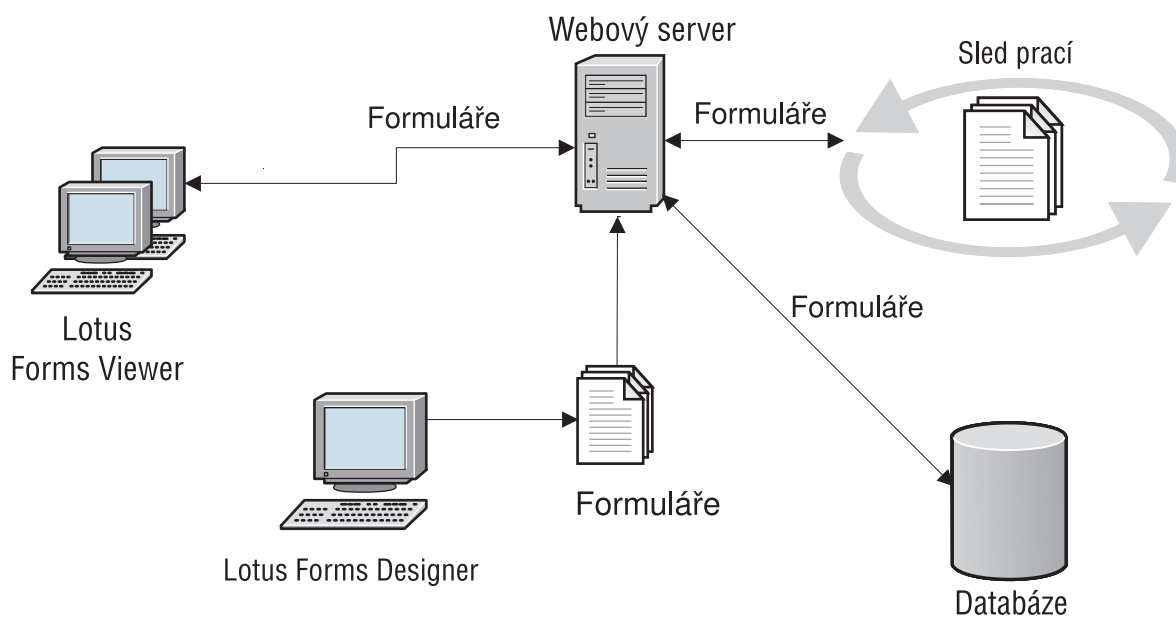 Webový server
Sled prací
Formuláře
Formuláře
Lotus
Forms Viewer
Formuláře
Formuláře
Lotus Forms Designer
Databáze